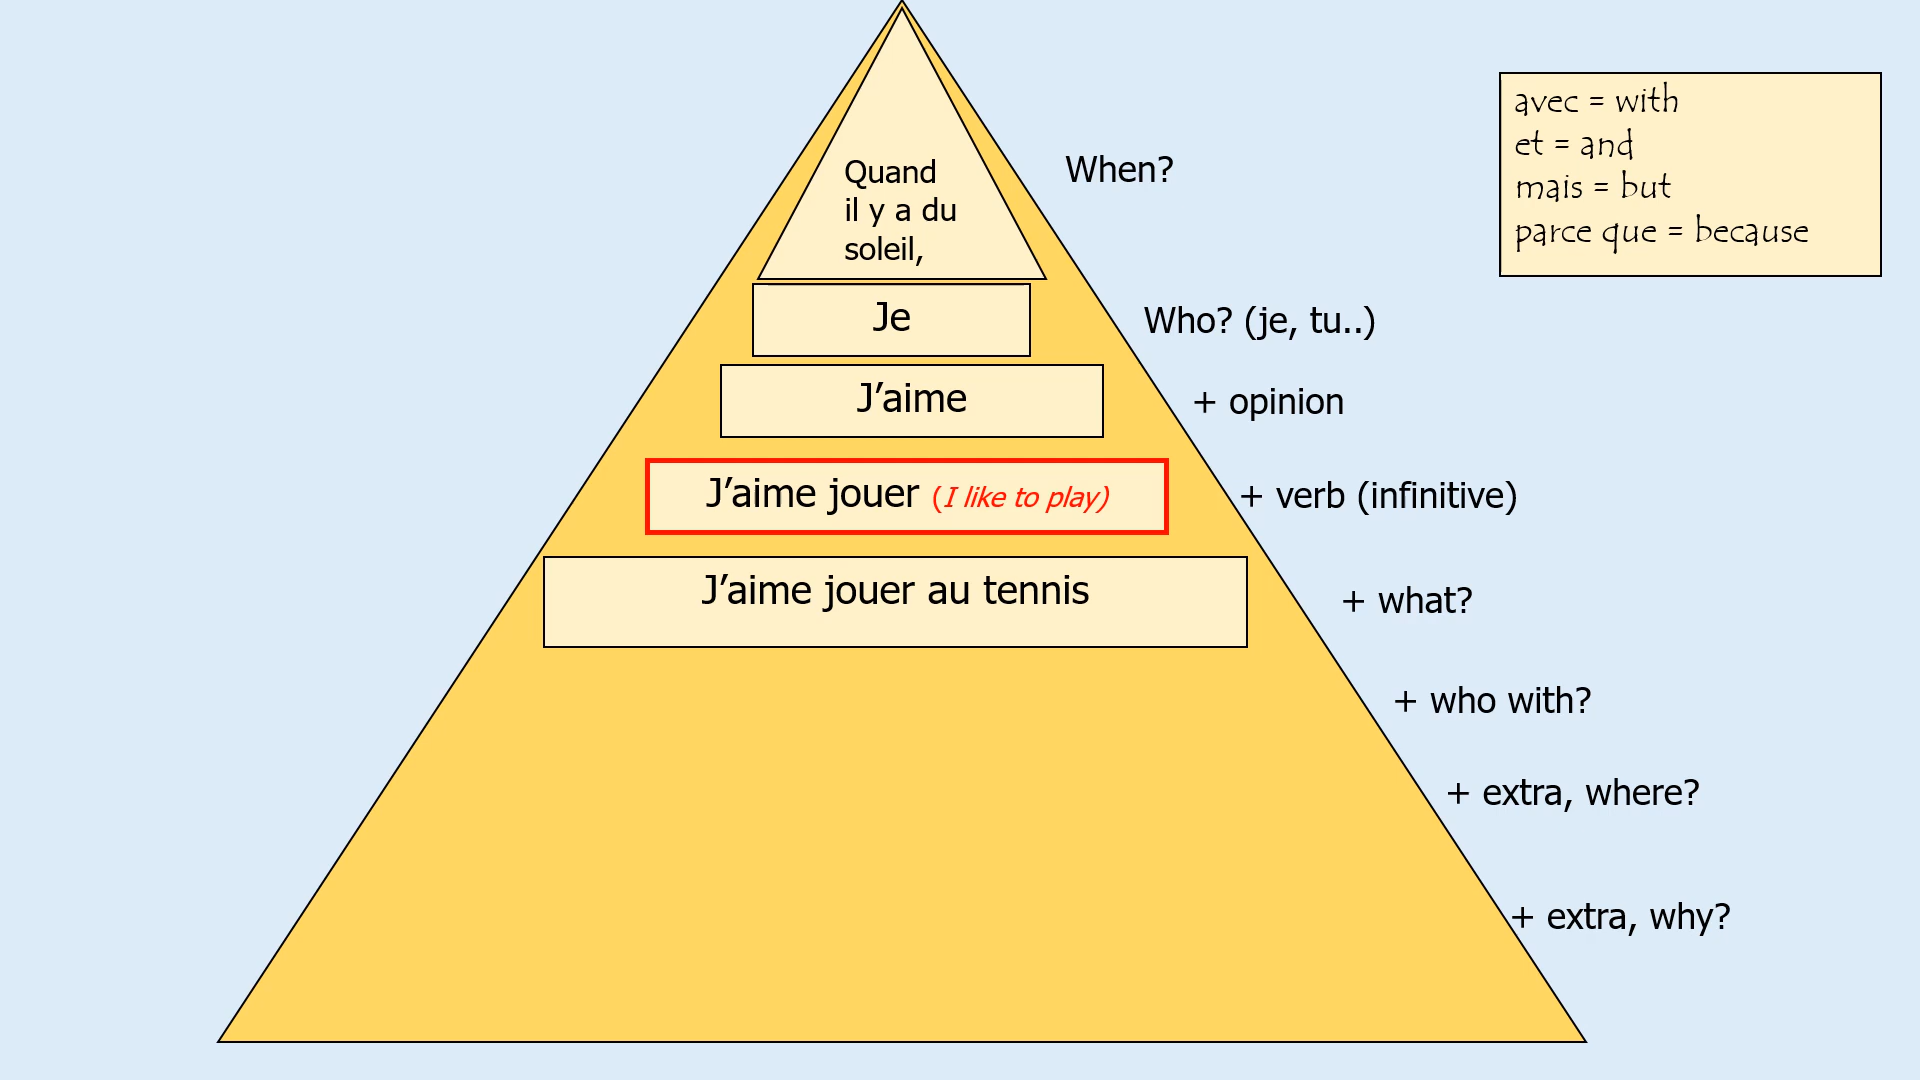 Quand
il y a du
soleil,
When?
avec = with
et = and
mais = but
parce que = because
Je
Who? (je, tu..)
J’aime
+ opinion
J’aime jouer (I like to play)
+ verb (infinitive)
J’aime jouer au tennis
+ what?
+ who with?
+ extra, where?
+ extra, why?